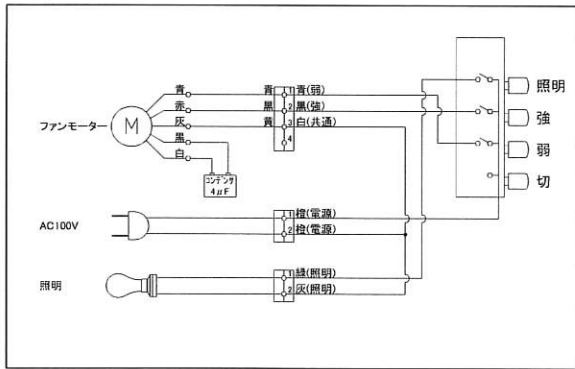 青 青 1 青(弱)
赤 黒 2 黒(強)
灰 黄 3 白(共通)
黒 4
白
ファンモーター M
コンデンサ
4μF
照明
強
弱
切
AC100V
1 橙(電源)
2 橙(電源)
照明
1 緑(照明)
2 灰(照明)